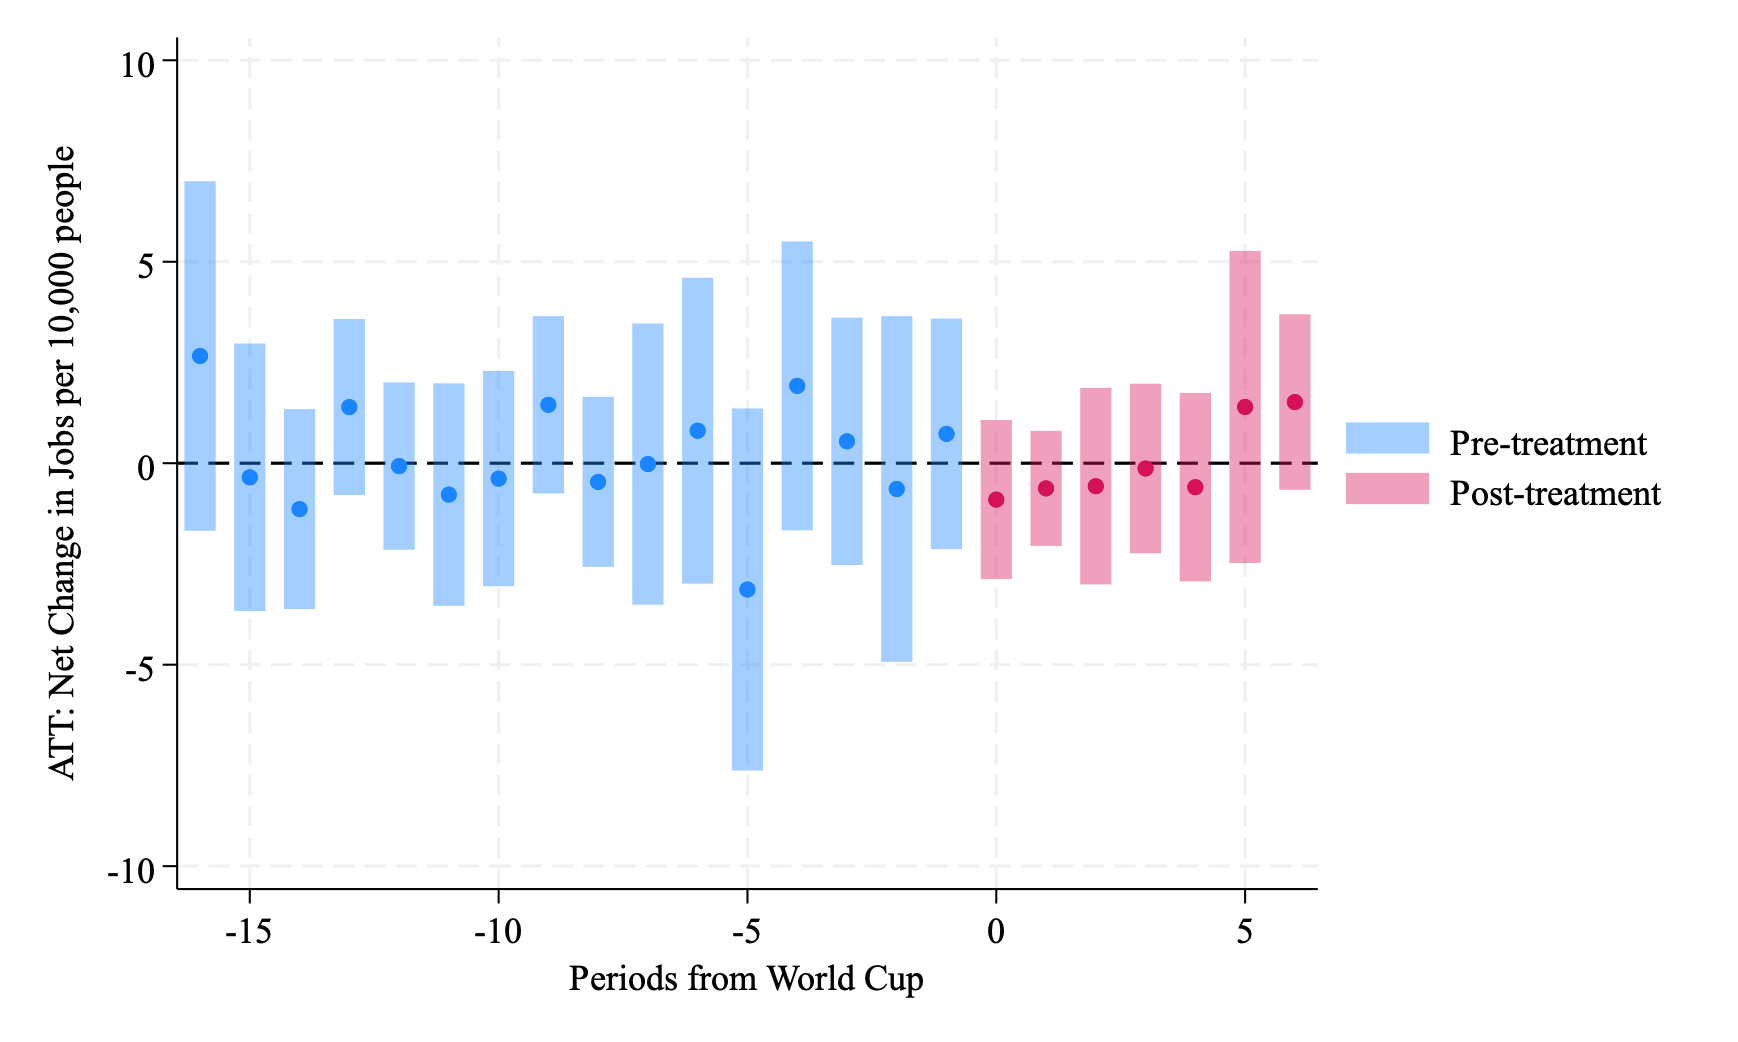 ATT: Net Change in Jobs per 10,000 people
10
5
0
-5
-10
-15
-10
-5
0
5
Periods from World Cup
Pre-treatment
Post-treatment